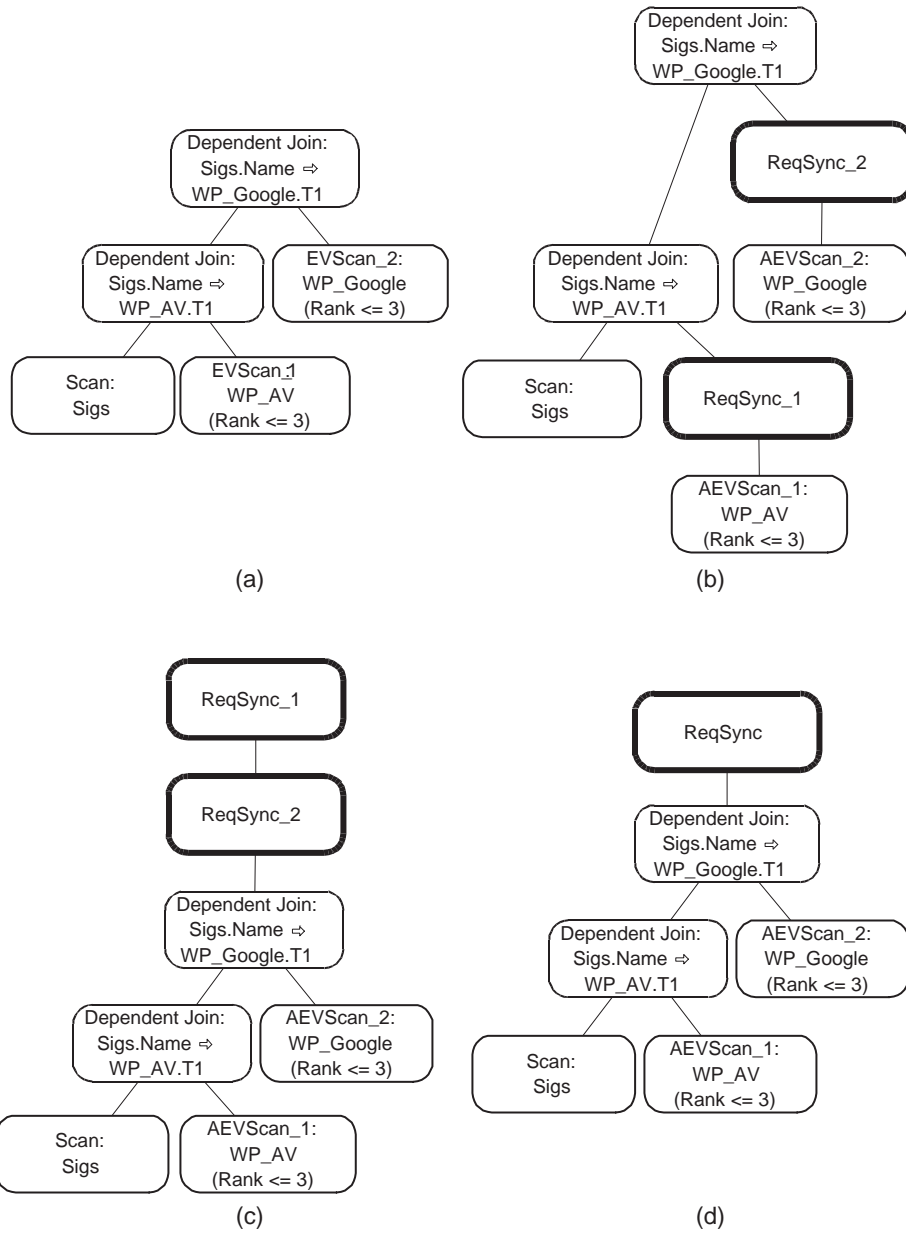 Dependent Join:
Sigs.Name ⇨
WP_Google.T1
Dependent Join:
Sigs.Name ⇨
WP_AV.T1
EVScan_2:
WP_Google
(Rank <= 3)
Scan:
Sigs
EVScan_1:
WP_AV
(Rank <= 3)
(a)
Dependent Join:
Sigs.Name ⇨
WP_Google.T1
ReqSync_2
Dependent Join:
Sigs.Name ⇨
WP_AV.T1
AEVScan_2:
WP_Google
(Rank <= 3)
Scan:
Sigs
ReqSync_1
AEVScan_1:
WP_AV
(Rank <= 3)
(b)
ReqSync_1
ReqSync_2
Dependent Join:
Sigs.Name ⇨
WP_Google.T1
Dependent Join:
Sigs.Name ⇨
WP_AV.T1
AEVScan_2:
WP_Google
(Rank <= 3)
Scan:
Sigs
AEVScan_1:
WP_AV
(Rank <= 3)
(c)
ReqSync
Dependent Join:
Sigs.Name ⇨
WP_Google.T1
Dependent Join:
Sigs.Name ⇨
WP_AV.T1
AEVScan_2:
WP_Google
(Rank <= 3)
Scan:
Sigs
AEVScan_1:
WP_AV
(Rank <= 3)
(d)